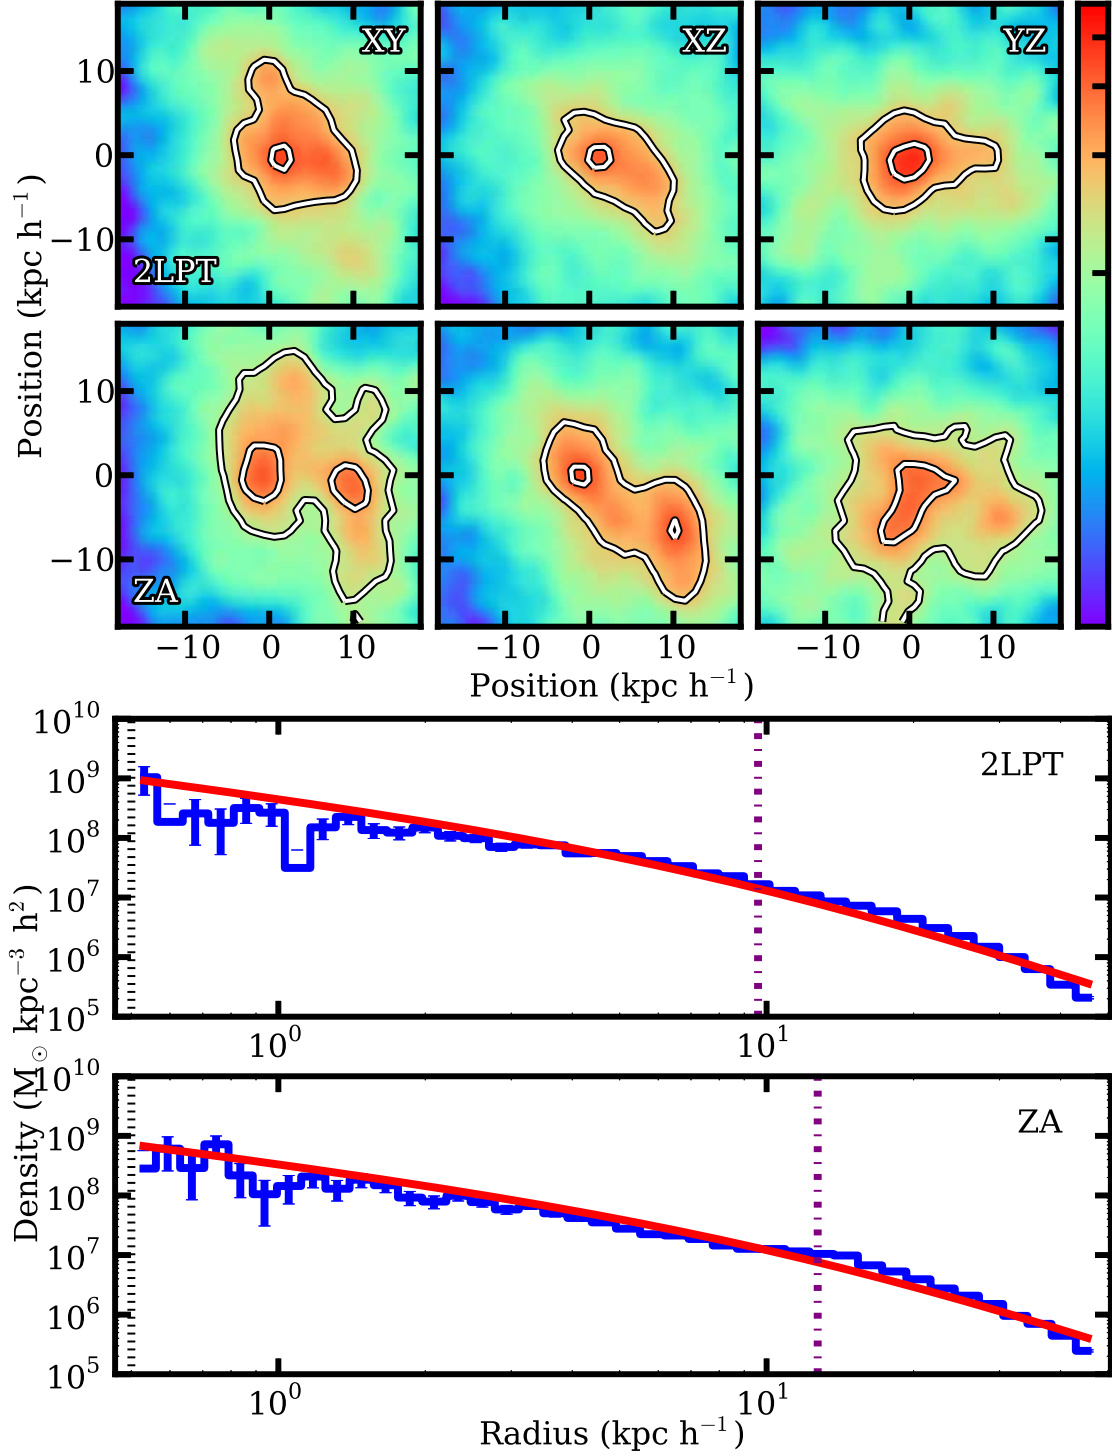 XY XZ YZ
10
0
−10
2LPT
10
0
−10
ZA
Position (kpc h⁻¹)
−10 0 10 −10 0 10 −10 0 10
Position (kpc h⁻¹)
10¹⁰
10⁹
10⁸
10⁷
10⁶
10⁵
2LPT
10⁰ 10¹
Density (M☉ kpc⁻³ h²)
10¹⁰
10⁹
10⁸
10⁷
10⁶
10⁵
ZA
10⁰ 10¹
Radius (kpc h⁻¹)